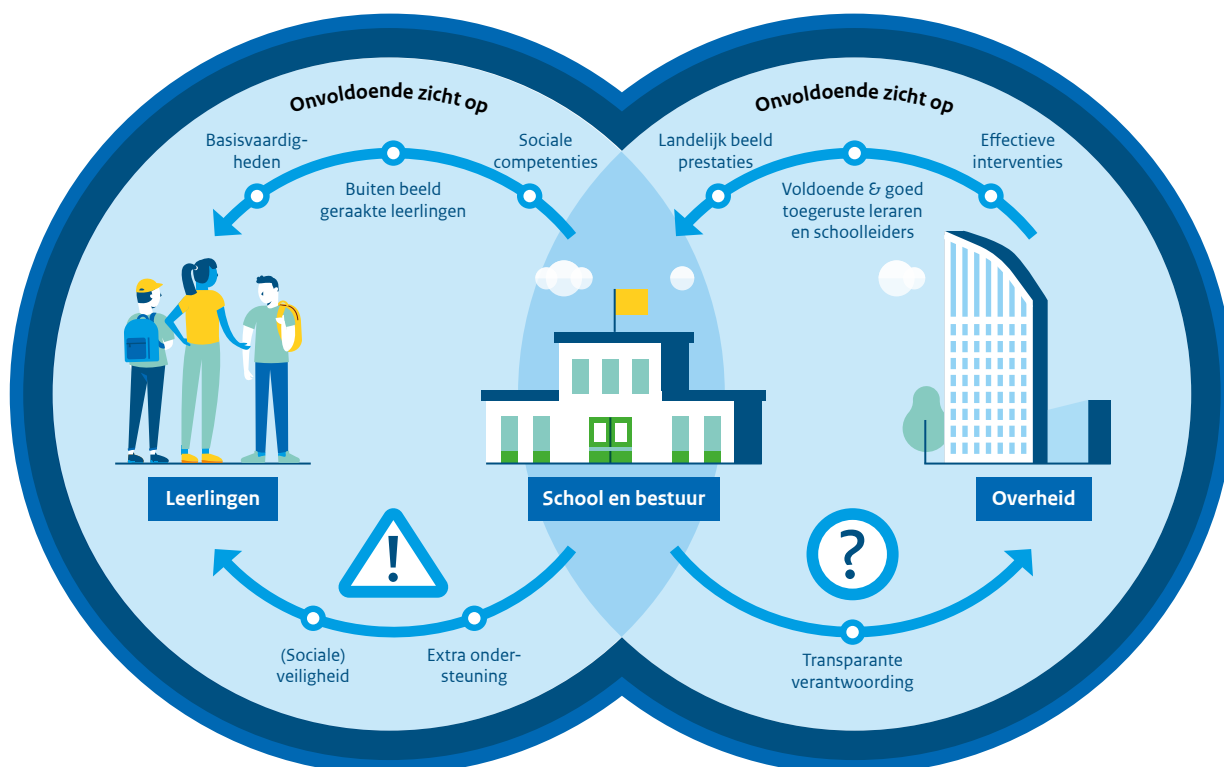 Onvoldoende zicht op
Basisvaardig-
heden
Sociale
competenties
Buiten beeld
geraakte leerlingen
Onvoldoende zicht op
Landelijk beeld
prestaties
Effectieve
interventies
Voldoende & goed
toegeruste leraren
en schoolleiders
Leerlingen
School en bestuur
Overheid
!
?
(Sociale)
veiligheid
Extra onder-
steuning
Transparante
verantwoording